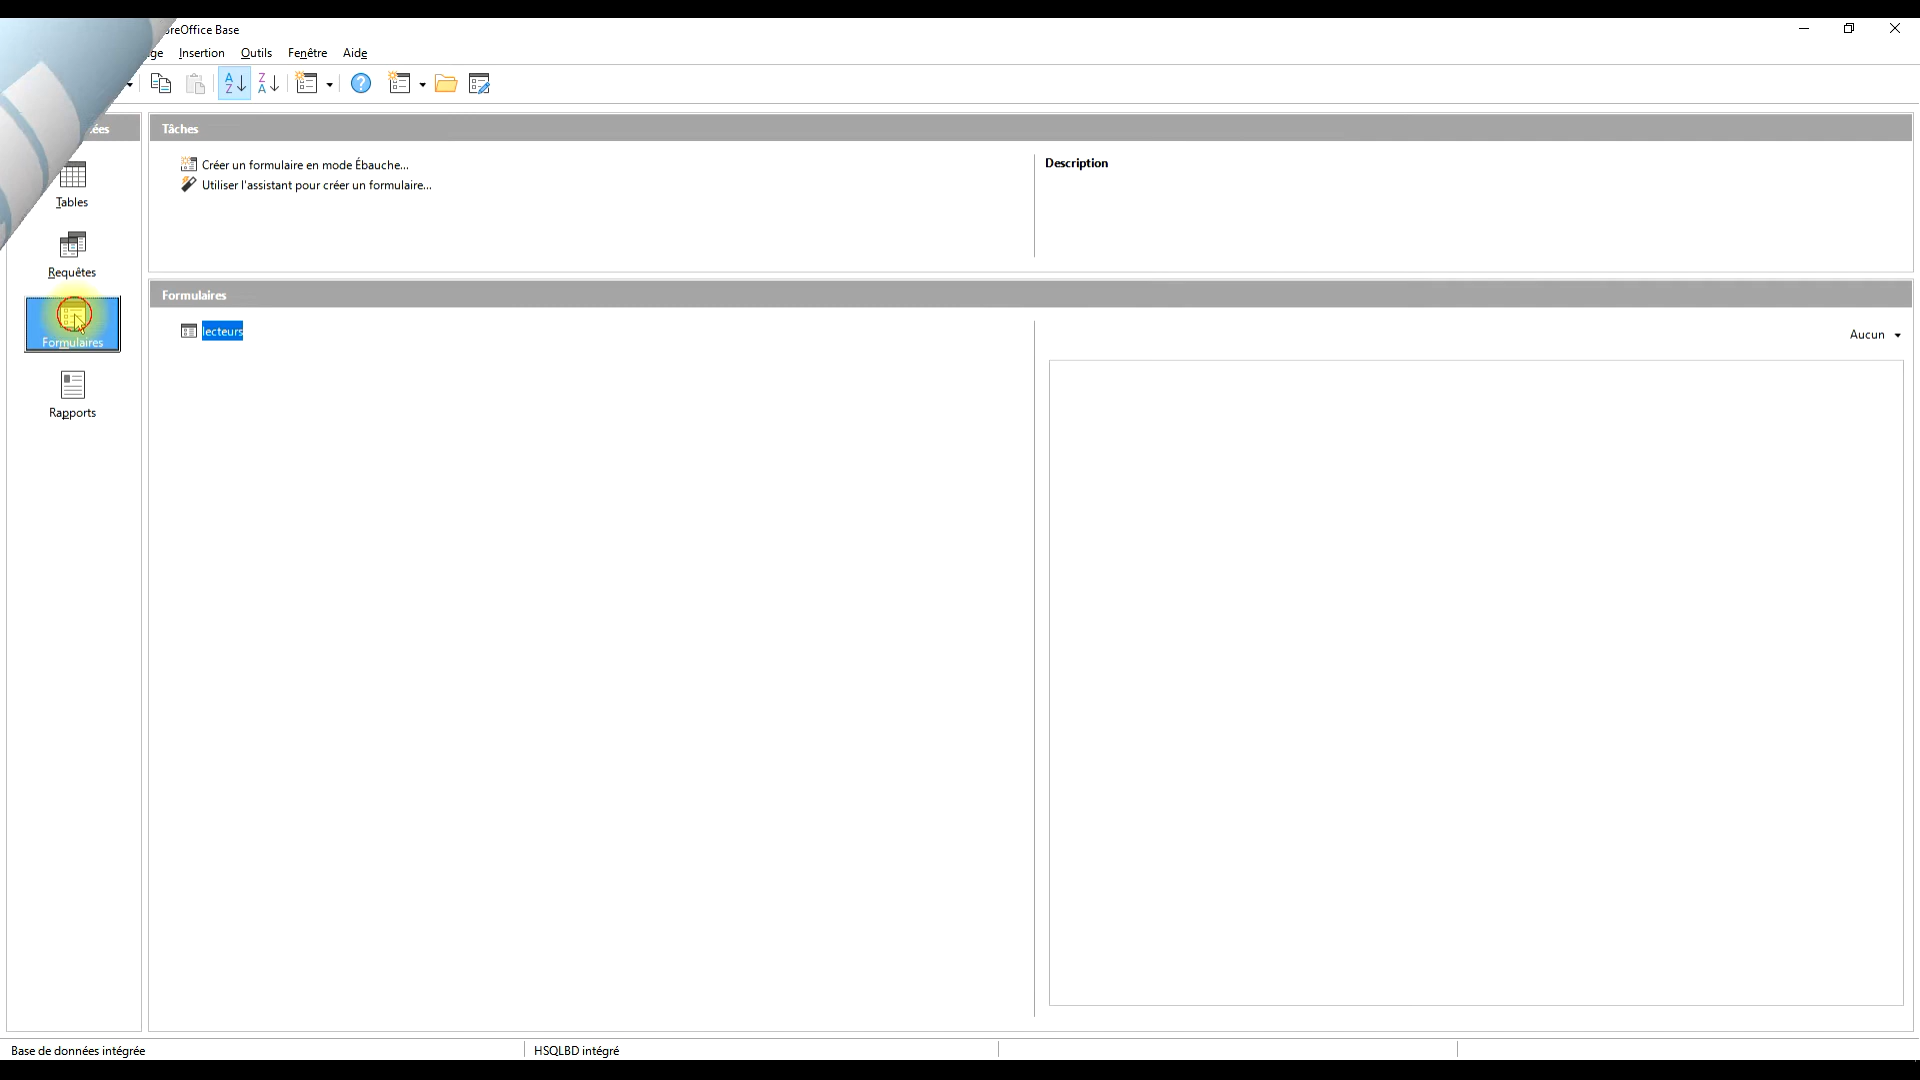 reOffice Base
ge Insertion Outils Fenêtre Aide
ées
Tâches
Créer un formulaire en mode Ébauche...
Utiliser l'assistant pour créer un formulaire...
Description
Tables
Requêtes
Formulaires
Rapports
Formulaires
lecteurs
Aucun
Base de données intégrée
HSQLBD intégré